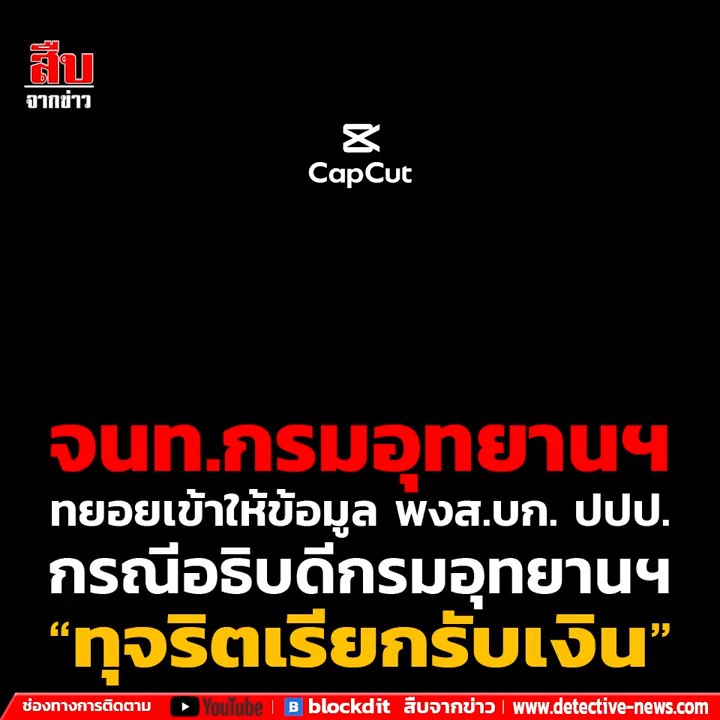 สืบ
จากข่าว
CapCut
จนท.กรมอุทยานฯ
ทยอยเข้าให้ข้อมูล พงส.บก. ปปป.
กรณีอธิบดีกรมอุทยานฯ
“ทุจริตเรียกรับเงิน”
ช่องทางการติดตาม YouTube | B blockdit สืบจากข่าว | www.detective-news.com